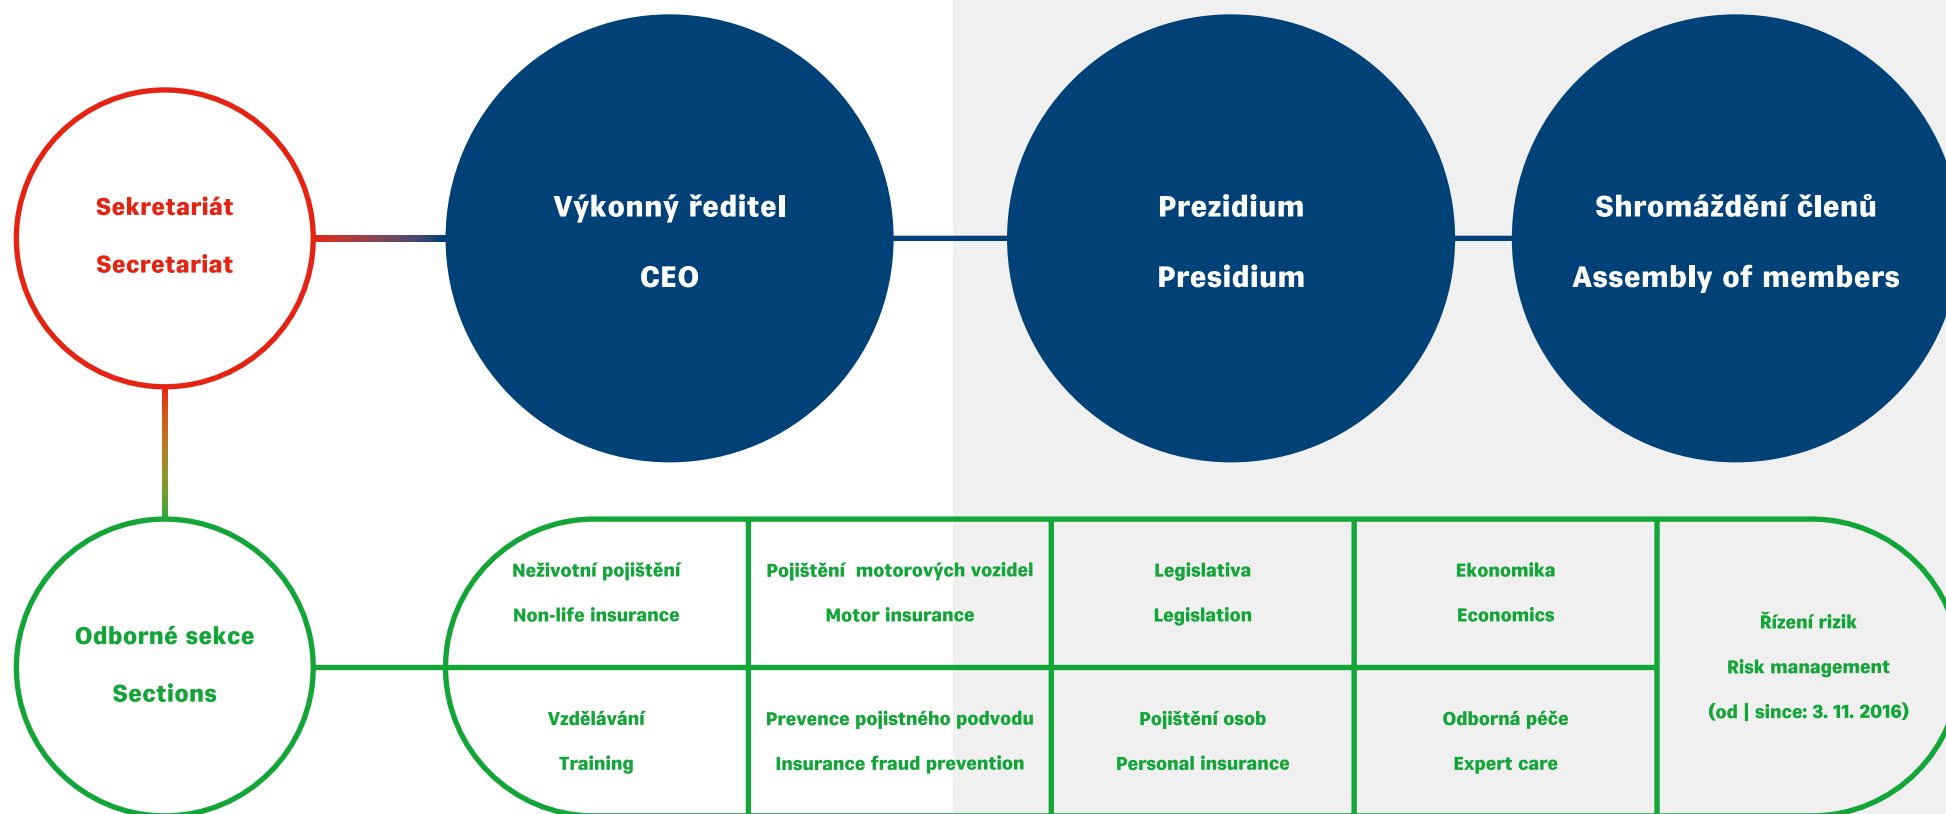 Sekretariát
Secretariat
Výkonný ředitel
CEO
Prezidium
Presidium
Shromáždění členů
Assembly of members
Odborné sekce
Sections
Neživotní pojištění
Non-life insurance
Pojištění motorových vozidel
Motor insurance
Legislativa
Legislation
Ekonomika
Economics
Řízení rizik
Risk management
(od | since: 3. 11. 2016)
Vzdělávání
Training
Prevence pojistného podvodu
Insurance fraud prevention
Pojištění osob
Personal insurance
Odborná péče
Expert care